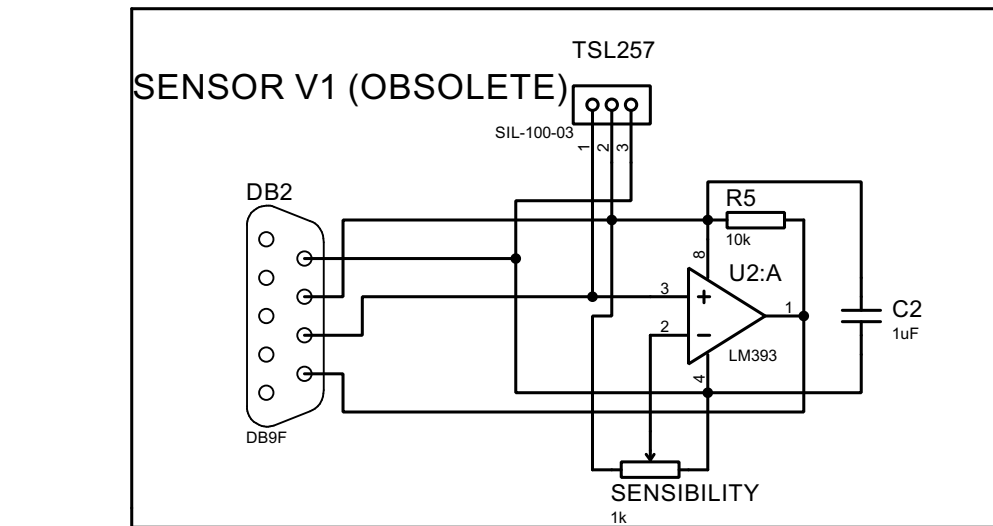 TSL257
SENSOR V1 (OBSOLETE)
SIL-100-03
1
2
3
DB2
R5
10k
8
U2:A
3
1
C2
2
1uF
LM393
4
DB9F
SENSIBILITY
1k